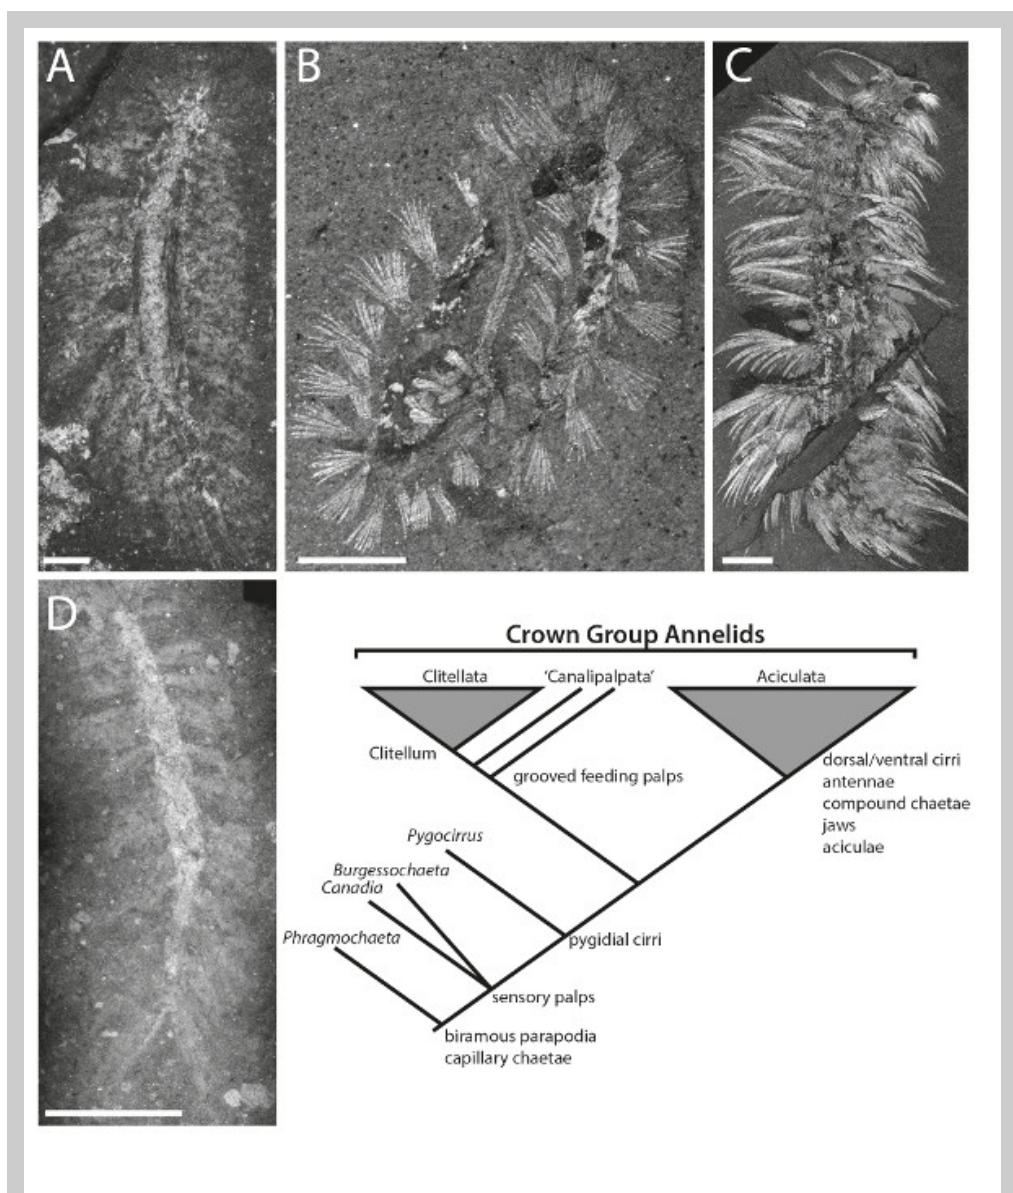 A
B
C
D
Crown Group Annelids
Clitellata
'Canalipalpata'
Aciculata
Clitellum
grooved feeding palps
dorsal/ventral cirri
antennae
compound chaetae
jaws
aciculae
Pygocirrus
Burgessochaeta
Canadia
Phragmochaeta
pygidial cirri
sensory palps
biramous parapodia
capillary chaetae